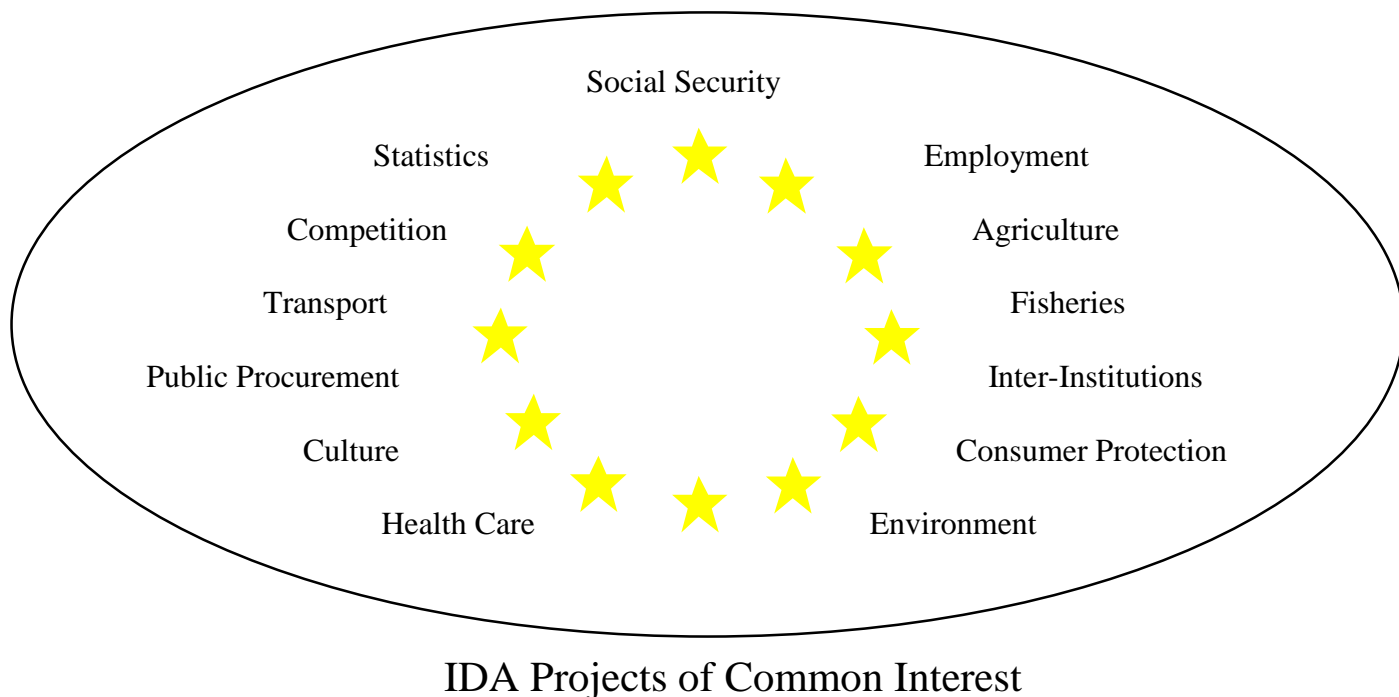 Social Security
Statistics
Employment
Competition
Agriculture
Transport
Fisheries
Public Procurement
Inter-Institutions
Culture
Consumer Protection
Health Care
Environment
IDA Projects of Common Interest